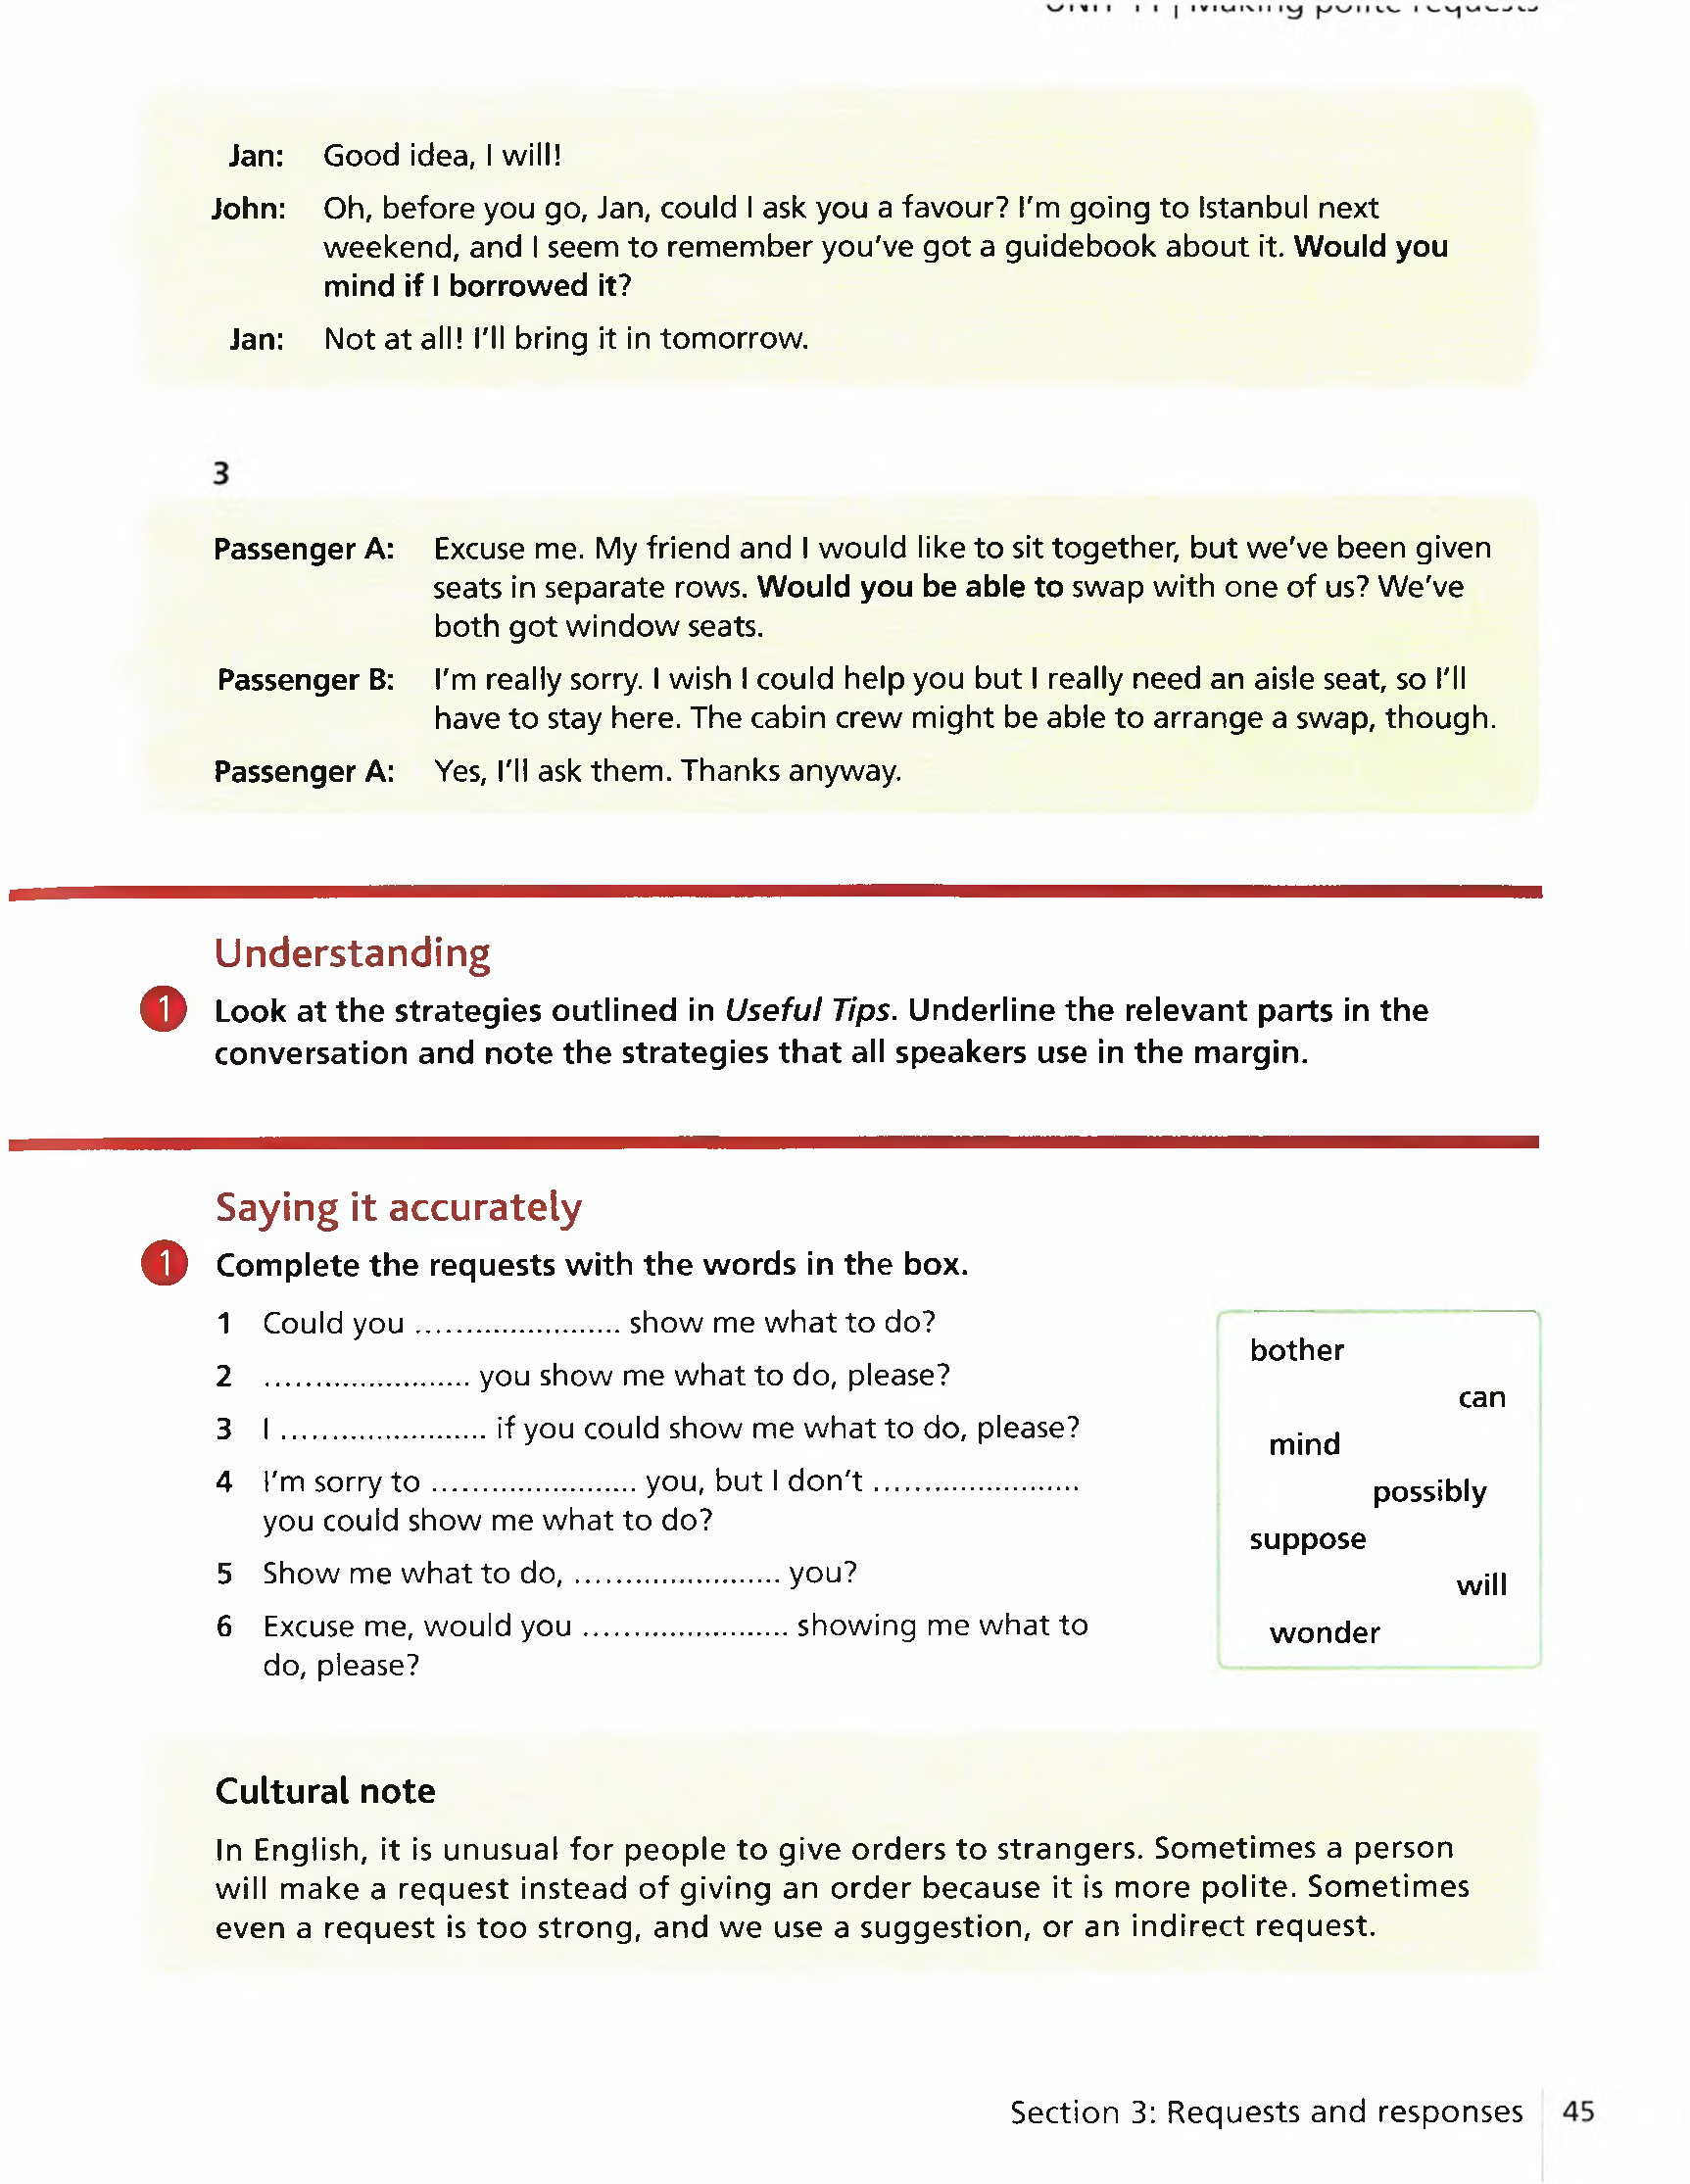 Jan: Good idea, I will!
John: Oh, before you go, Jan, could I ask you a favour? I'm going to Istanbul next
weekend, and I seem to remember you've got a guidebook about it. Would you
mind if I borrowed it?
Jan: Not at all! I'll bring it in tomorrow.
3
Passenger A: Excuse me. My friend and I would like to sit together, but we've been given
seats in separate rows. Would you be able to swap with one of us? We've
both got window seats.
Passenger B: I'm really sorry. I wish I could help you but I really need an aisle seat, so I'll
have to stay here. The cabin crew might be able to arrange a swap, though.
Passenger A: Yes, I'll ask them. Thanks anyway.
Understanding
1 Look at the strategies outlined in Useful Tips. Underline the relevant parts in the
conversation and note the strategies that all speakers use in the margin.
Saying it accurately
1 Complete the requests with the words in the box.
1 Could you ........................ show me what to do?
2 ........................ you show me what to do, please?
3 I ........................ if you could show me what to do, please?
4 I'm sorry to ........................ you, but I don't ........................
you could show me what to do?
5 Show me what to do, ........................ you?
6 Excuse me, would you ........................ showing me what to
do, please?
bother
can
mind
possibly
suppose
will
wonder
Cultural note
In English, it is unusual for people to give orders to strangers. Sometimes a person
will make a request instead of giving an order because it is more polite. Sometimes
even a request is too strong, and we use a suggestion, or an indirect request.
Section 3: Requests and responses 45